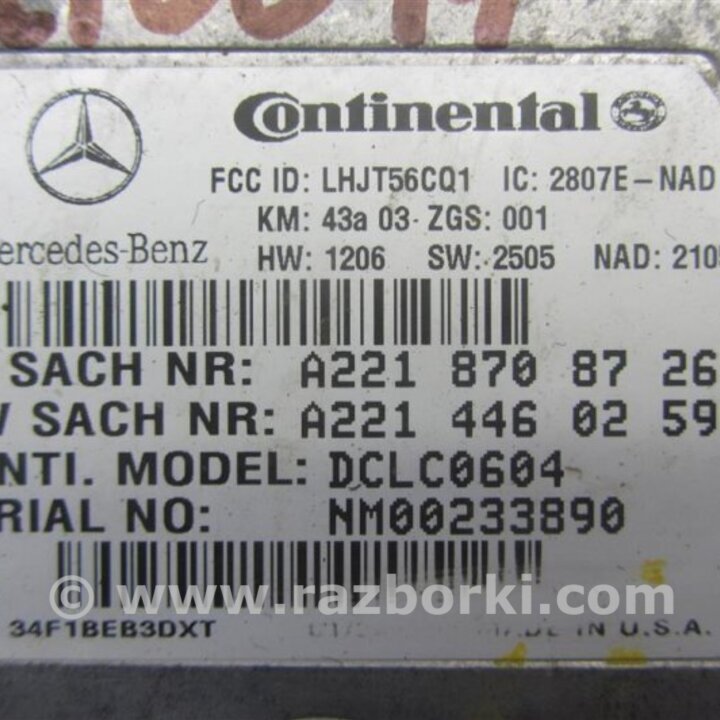 Continental
FCC ID: LHJT56CQ1 IC: 2807E-NAD
KM: 43a 03- ZGS: 001
ercedes-Benz
HW: 1206 SW: 2505 NAD: 210
SACH NR: A221 870 87 26
SACH NR: A221 446 02 59
NTI. MODEL: DCLC0604
RIAL NO: NM00233890
© www.razborki.com
34F1BEB3DXT MADE IN U.S.A.